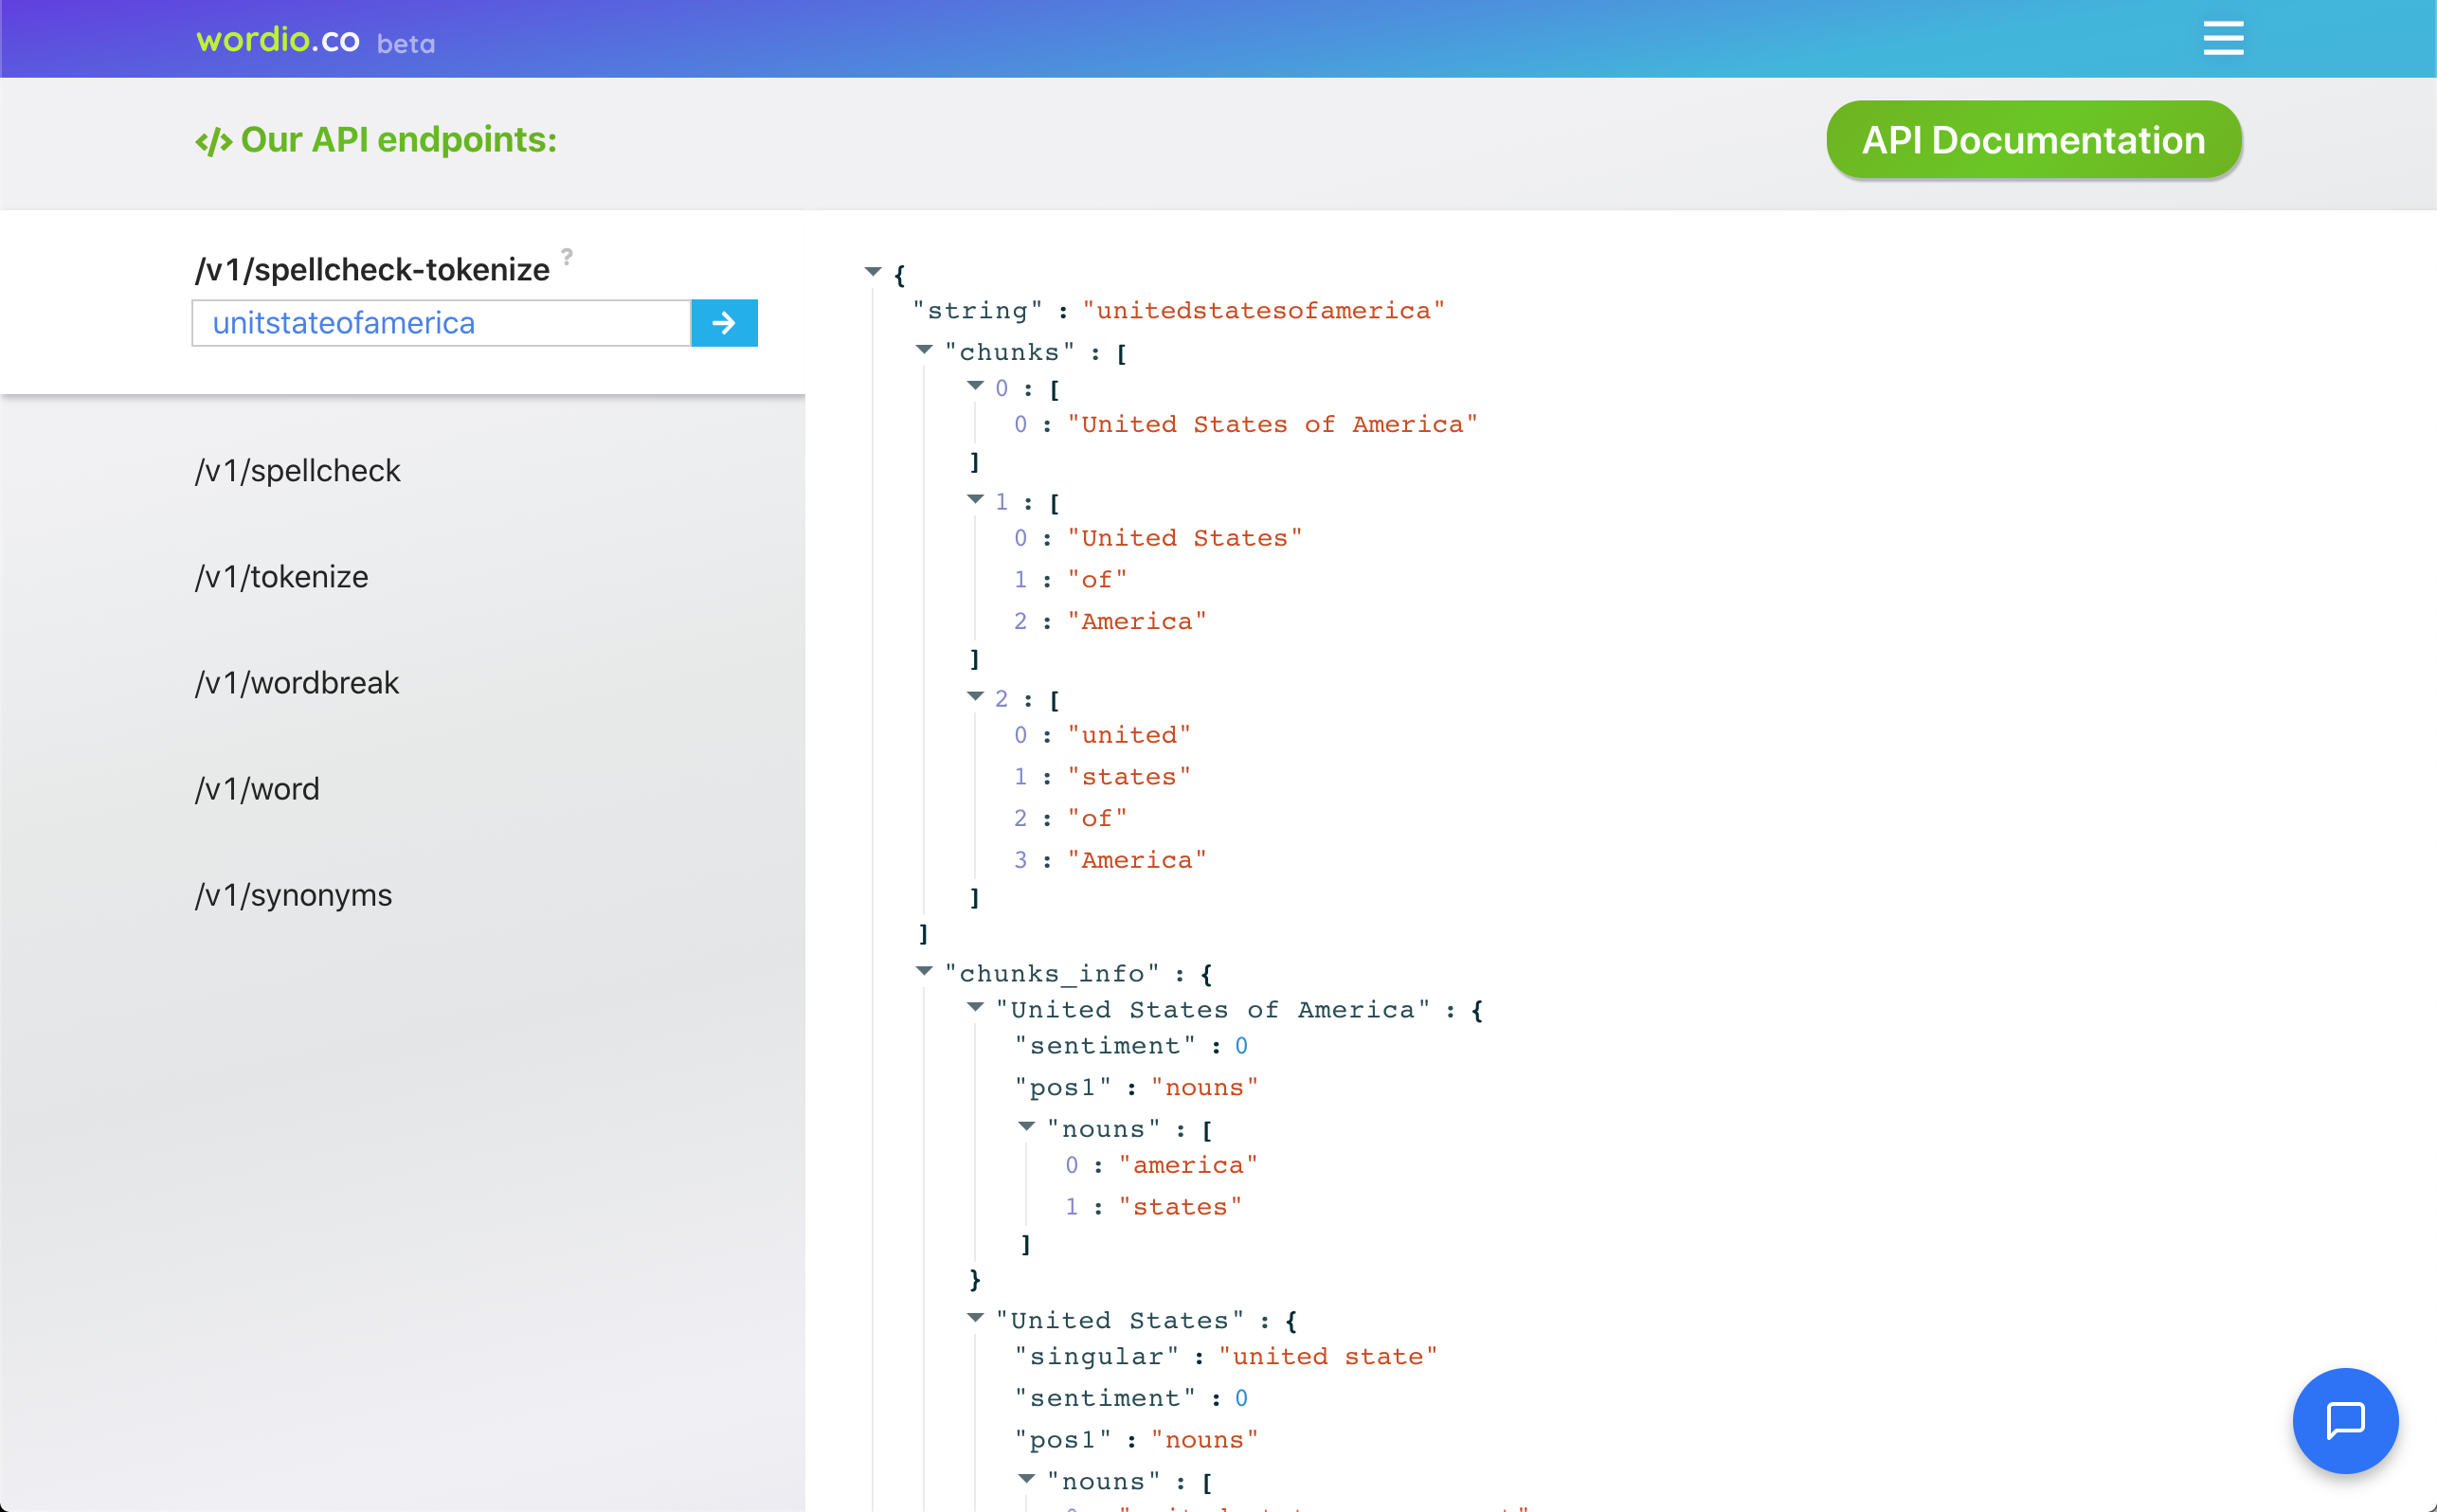 wordio.co beta
</> Our API endpoints:
API Documentation
/v1/spellcheck-tokenize ?
unitstateofamerica
/v1/spellcheck
/v1/tokenize
/v1/wordbreak
/v1/word
/v1/synonyms
{
"string" : "unitedstatesofamerica"
"chunks" : [
0 : [
0 : "United States of America"
]
1 : [
0 : "United States"
1 : "of"
2 : "America"
]
2 : [
0 : "united"
1 : "states"
2 : "of"
3 : "America"
]
]
"chunks_info" : {
"United States of America" : {
"sentiment" : 0
"pos1" : "nouns"
"nouns" : [
0 : "america"
1 : "states"
]
}
"United States" : {
"singular" : "united state"
"sentiment" : 0
"pos1" : "nouns"
"nouns" : [